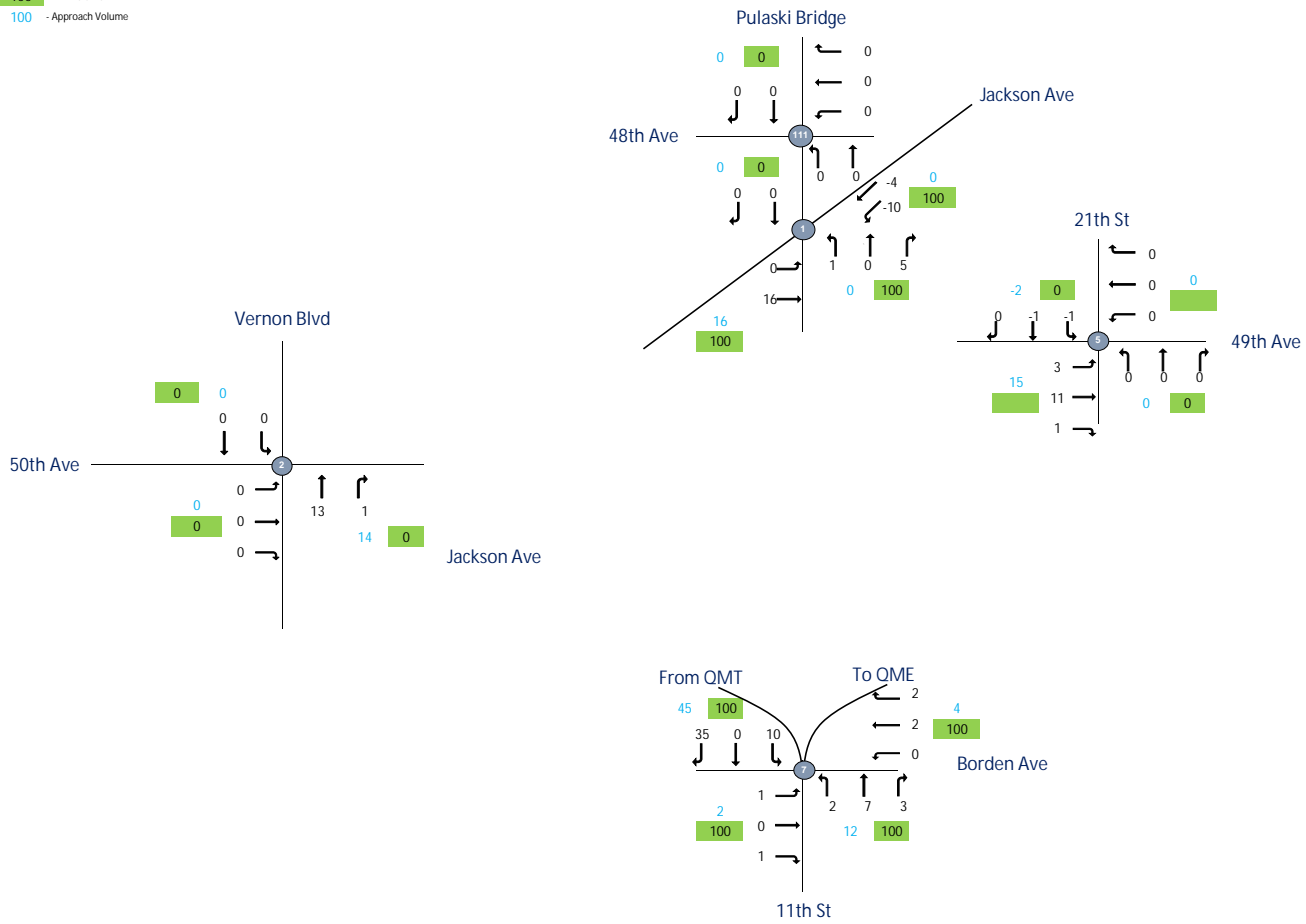 100 - Approach Volume
Pulaski Bridge
0 0 0
0
0 0 0
Jackson Ave
48th Ave 111
0 0 0 0
-4 0
0 0 -10 100
21th St
1
1 0 5 0
0 0
-2 0 0
16 0 100
0 -1 -1 0
16
100
5 49th Ave
3 0 0 0
15 11 0 0
1
Vernon Blvd
0 0
0 0
50th Ave 2
0
0 13 1
0 0
14 0
0
Jackson Ave
From QMT To QME
2
45 100 4
35 0 10 2 100
0
Borden Ave
7
1 2 7 3
2
100 0 12 100
1
11th St